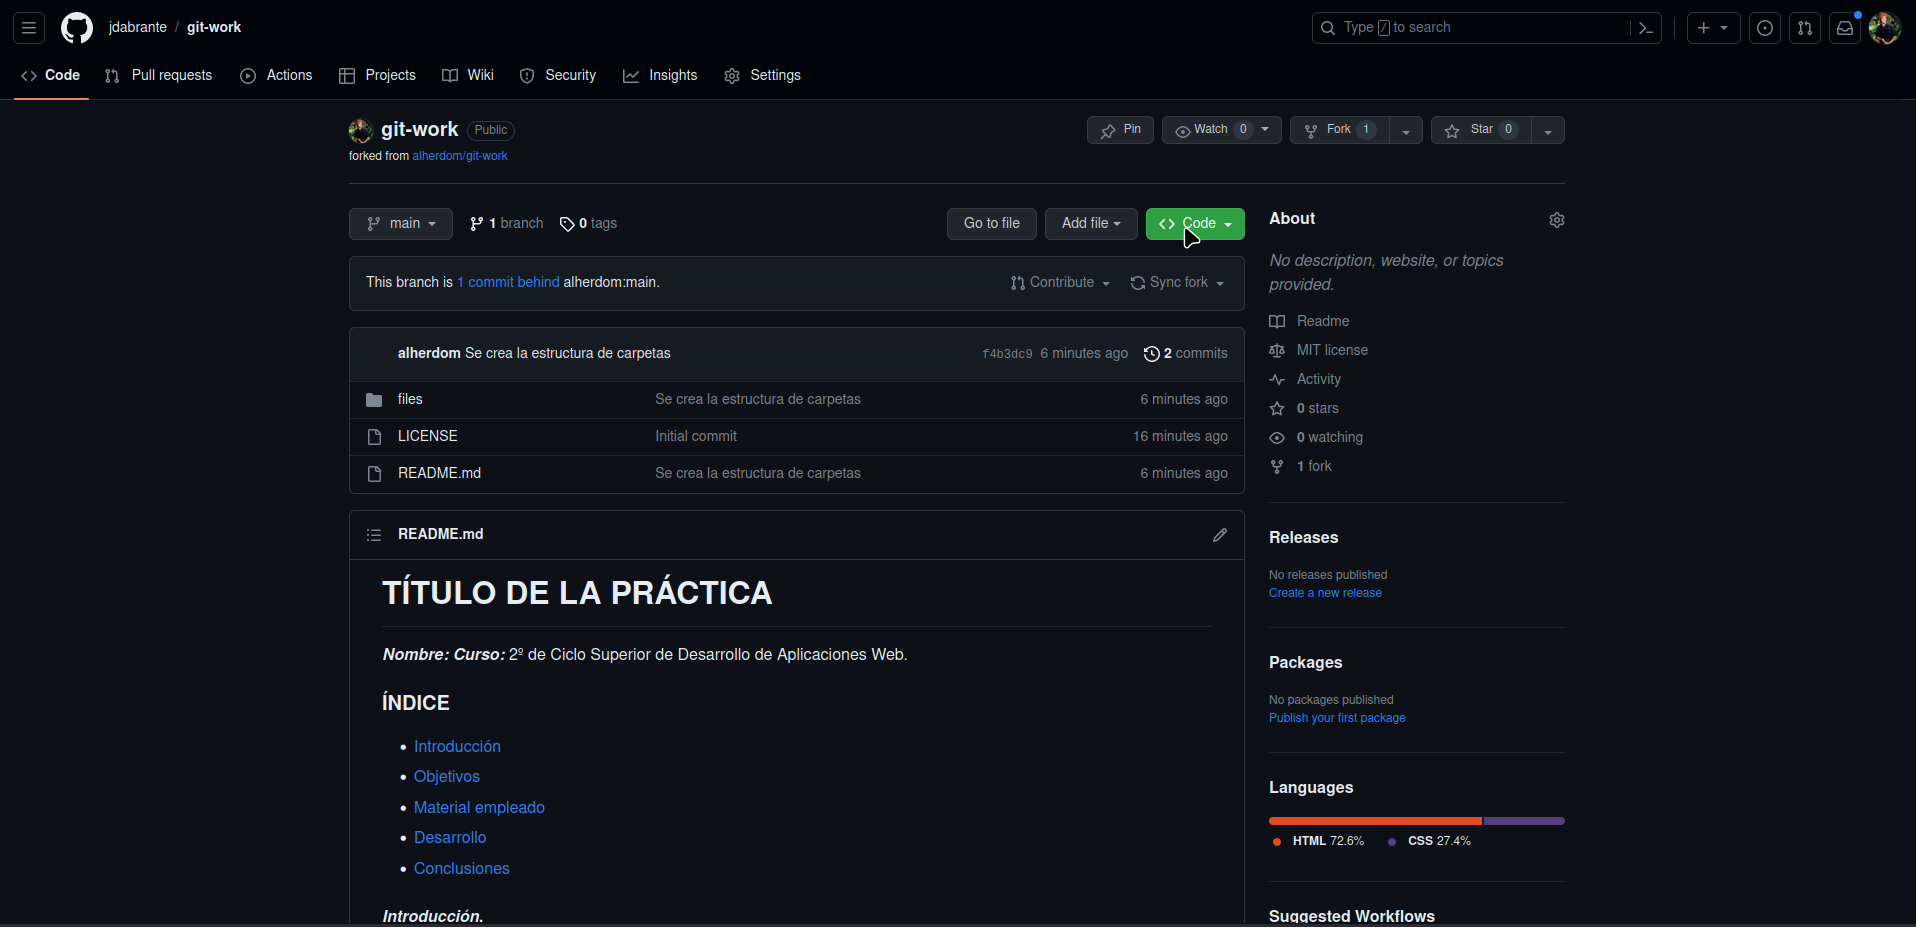 jdabrante / git-work
Type / to search
Code Pull requests Actions Projects Wiki Security Insights Settings
git-work Public
Pin Watch 0 Fork 1 Star 0
forked from alherdom/git-work
main 1 branch 0 tags Go to file Add file Code
This branch is 1 commit behind alherdom:main. Contribute Sync fork
alherdom Se crea la estructura de carpetas f4b3dc9 6 minutes ago 2 commits
files Se crea la estructura de carpetas 6 minutes ago
LICENSE Initial commit 16 minutes ago
README.md Se crea la estructura de carpetas 6 minutes ago
README.md
TÍTULO DE LA PRÁCTICA
Nombre: Curso: 2º de Ciclo Superior de Desarrollo de Aplicaciones Web.
ÍNDICE
Introducción
Objetivos
Material empleado
Desarrollo
Conclusiones
Introducción.
About
No description, website, or topics
provided.
Readme
MIT license
Activity
0 stars
0 watching
1 fork
Releases
No releases published
Create a new release
Packages
No packages published
Publish your first package
Languages
HTML 72.6% CSS 27.4%
Suggested Workflows